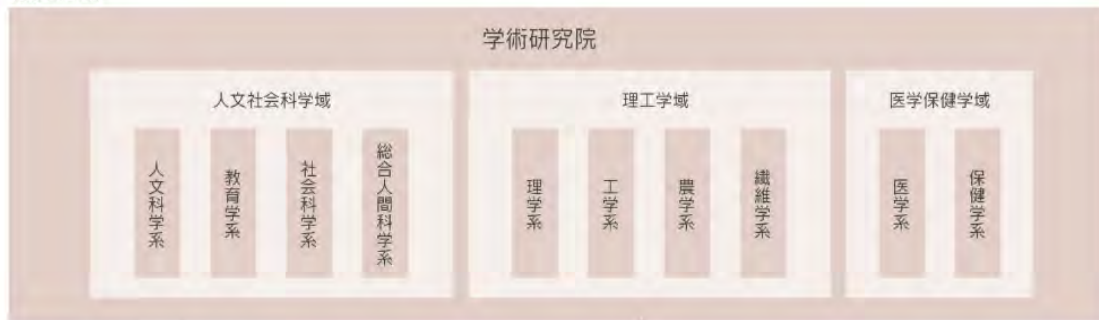 学術研究院
人文社会科学域
人文科学系
教育学系
社会科学系
総合人間科学系
理工学域
理学系
工学系
農学系
繊維学系
医学保健学域
医学系
保健学系